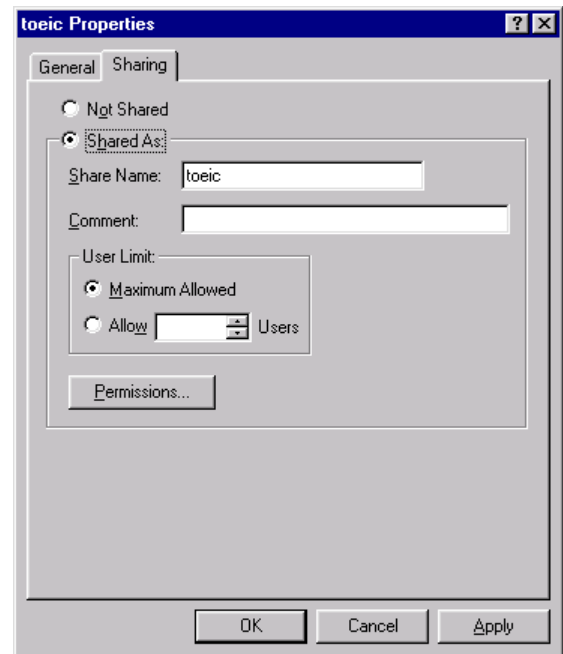 toeic Properties
General Sharing
Not Shared
Shared As:
Share Name: toeic
Comment:
User Limit:
Maximum Allowed
Allow Users
Permissions...
OK Cancel Apply